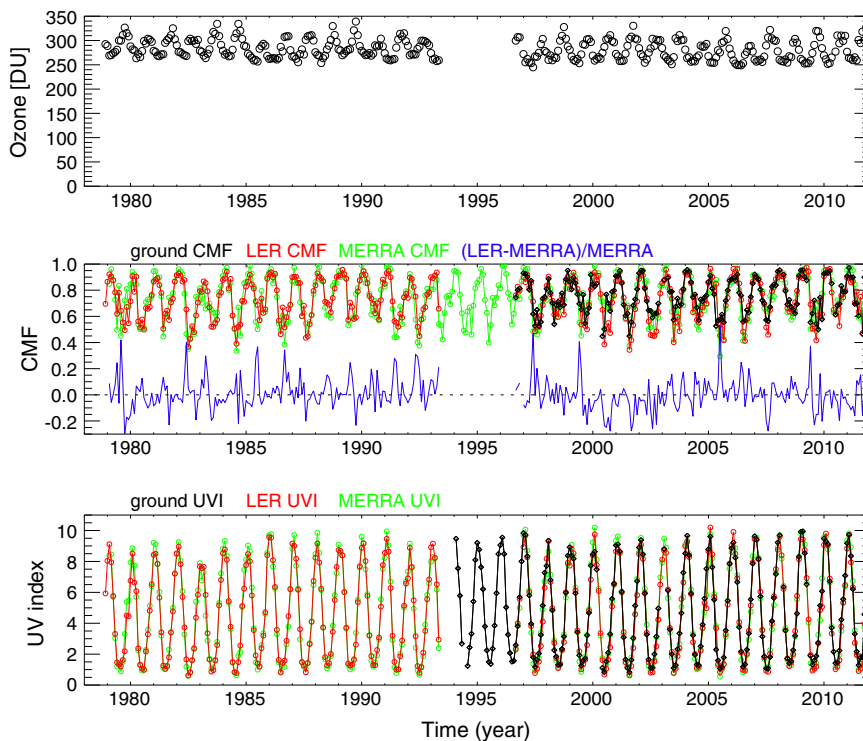 350
300
250
200
150
100
50
0
Ozone [DU]
1980 1985 1990 1995 2000 2005 2010
ground CMF LER CMF MERRA CMF (LER-MERRA)/MERRA
1.0
0.8
0.6
0.4
0.2
0.0
-0.2
CMF
1980 1985 1990 1995 2000 2005 2010
ground UVI LER UVI MERRA UVI
10
8
6
4
2
0
UV index
1980 1985 1990 1995 2000 2005 2010
Time (year)